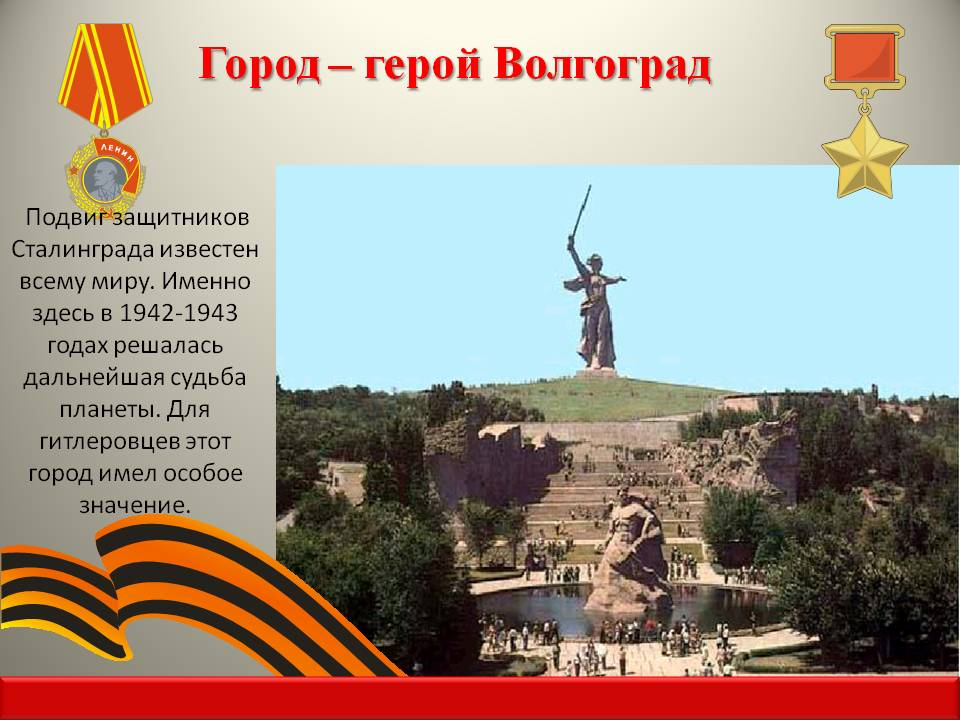 Город – герой Волгоград
ЛЕНИН
Подвиг защитников
Сталинграда известен
всему миру. Именно
здесь в 1942-1943
годах решалась
дальнейшая судьба
планеты. Для
гитлеровцев этот
город имел особое
значение.